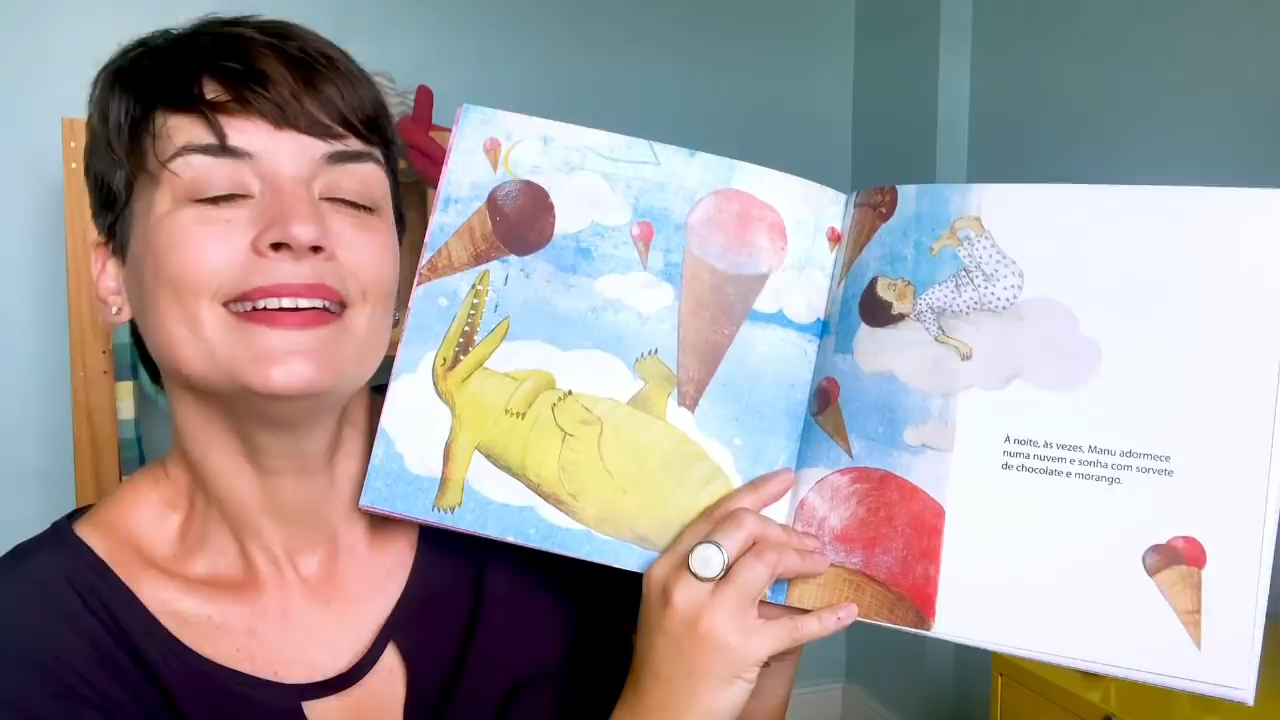 À noite, às vezes, Manu adormece
numa nuvem e sonha com sorvete
de chocolate e morango.